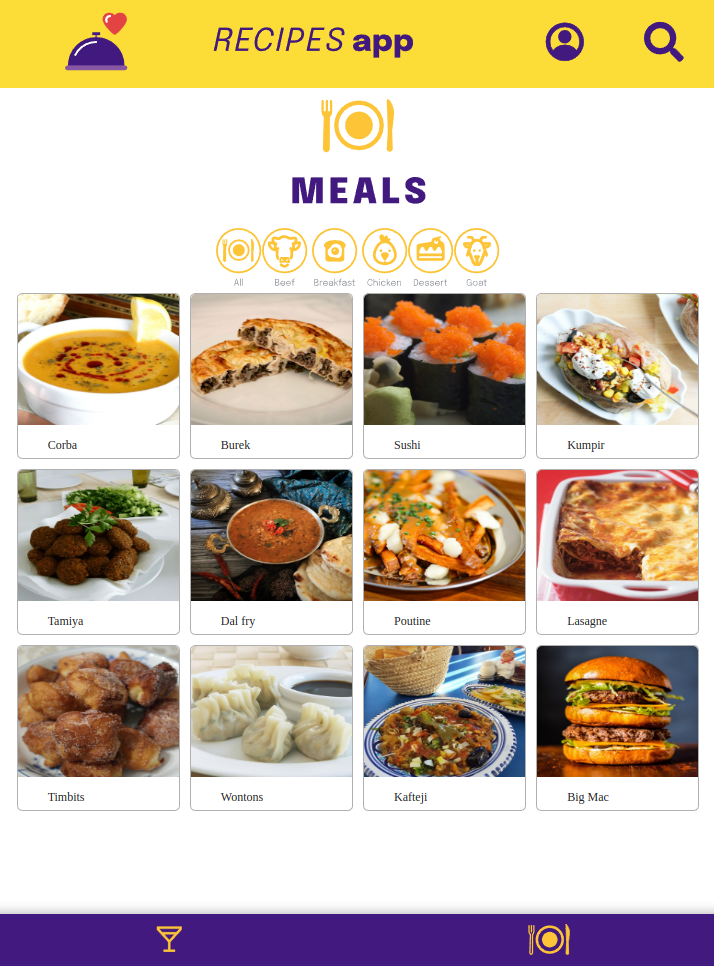 RECIPES app
MEALS
All Beef Breakfast Chicken Dessert Goat
Corba Burek Sushi Kumpir
Tamiya Dal fry Poutine Lasagne
Timbits Wontons Kafteji Big Mac